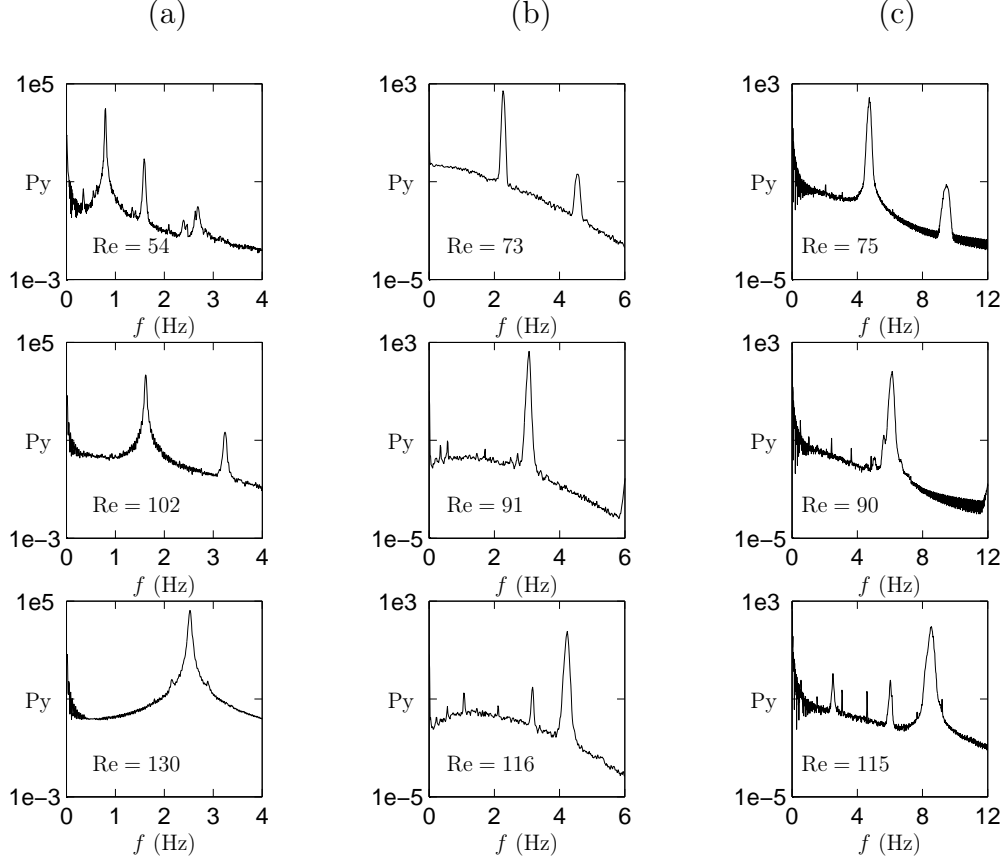 (a) (b) (c)
1e5 1e3 1e3
Py Py Py
Re = 54 Re = 73 Re = 75
1e−3 1e−5 1e−5
0 1 2 3 4 0 2 4 6 0 4 8 12
f (Hz) f (Hz) f (Hz)
1e5 1e3 1e3
Py Py Py
Re = 102 Re = 91 Re = 90
1e−3 1e−5 1e−5
0 1 2 3 4 0 2 4 6 0 4 8 12
f (Hz) f (Hz) f (Hz)
1e5 1e3 1e3
Py Py Py
Re = 130 Re = 116 Re = 115
1e−3 1e−5 1e−5
0 1 2 3 4 0 2 4 6 0 4 8 12
f (Hz) f (Hz) f (Hz)